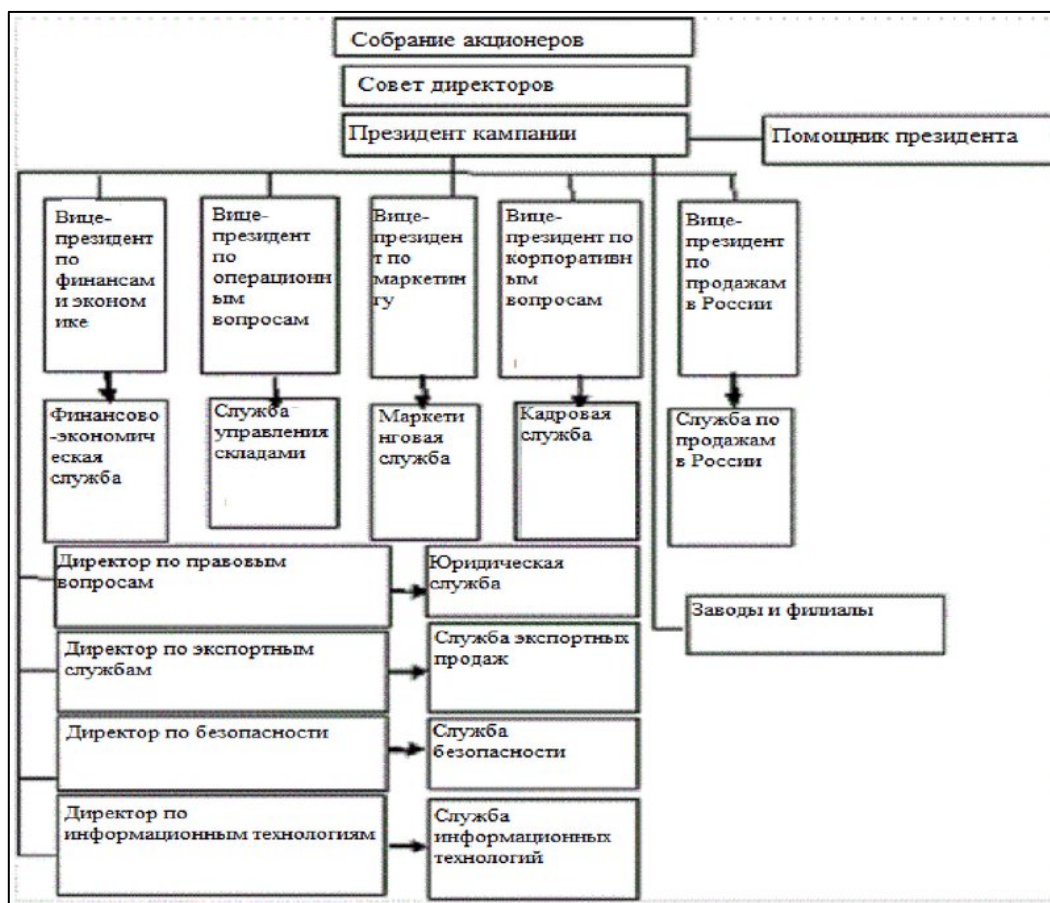 Собрание акционеров
Совет директоров
Президент кампании
Помощник президента
Вице-
президент
по
финансам
и эконом
ике
Вице-
президент
по
операционн
ым
вопросам
Вице-
президен
т по
маркетин
гу
Вице-
президент по
корпоративн
ым
вопросам
Вице-
президент
по
продажам
в России
Финансово
-экономич
еская
служба
Служба
управления
складами
Маркети
нговая
служба
Кадровая
служба
Служба по
продажам
в России
Директор по правовым
вопросам
Юридическая
служба
Заводы и филиалы
Директор по экспортным
службам
Служба экспортных
продаж
Директор по безопасности
Служба
безопасности
Директор по
информационным технологиям
Служба
информационных
технологий